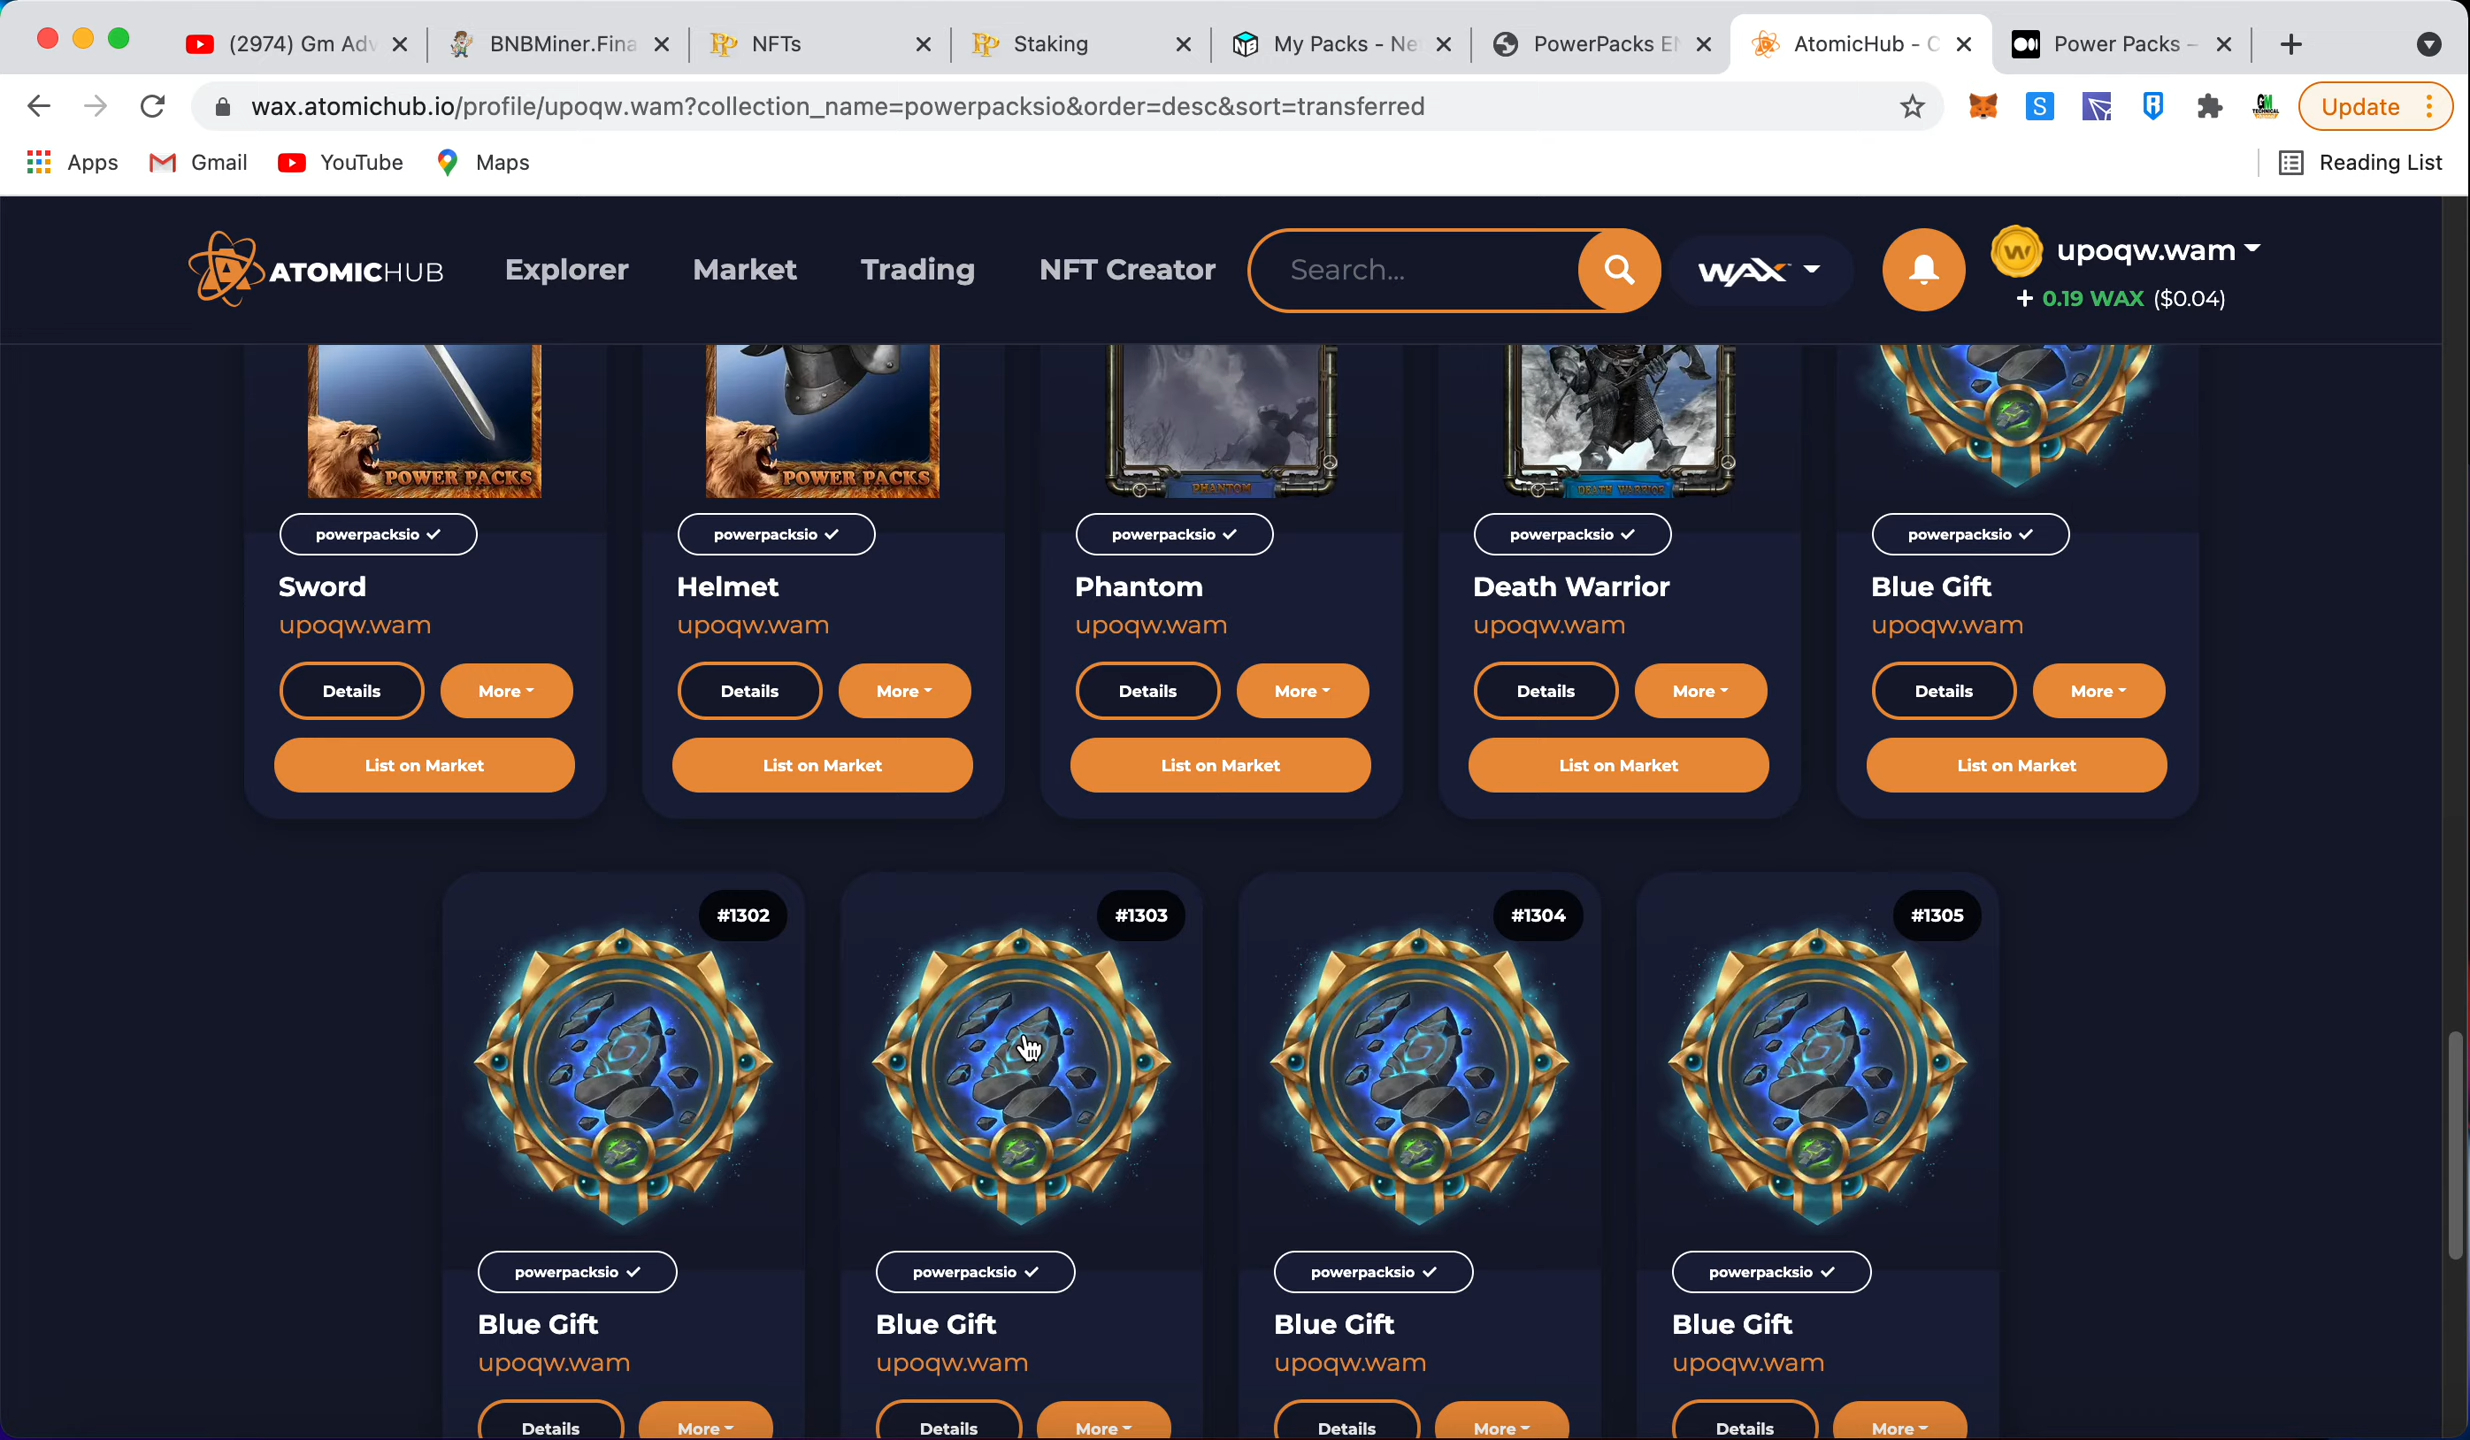 (2974) Gm Adv
BNBMiner.Fina
NFTs
Staking
My Packs - Ne
PowerPacks E
AtomicHub - C
Power Packs –
wax.atomichub.io/profile/upoqw.wam?collection_name=powerpacksio&order=desc&sort=transferred
Update
Apps
Gmail
YouTube
Maps
Reading List
ATOMICHUB
Explorer
Market
Trading
NFT Creator
Search...
WAX
upoqw.wam
+ 0.19 WAX ($0.04)
POWER PACKS
POWER PACKS
PHANTOM
DEATH WARRIOR
powerpacksio
powerpacksio
powerpacksio
powerpacksio
powerpacksio
Sword
Helmet
Phantom
Death Warrior
Blue Gift
upoqw.wam
upoqw.wam
upoqw.wam
upoqw.wam
upoqw.wam
Details More
Details More
Details More
Details More
Details More
List on Market
List on Market
List on Market
List on Market
List on Market
#1302
#1303
#1304
#1305
powerpacksio
powerpacksio
powerpacksio
powerpacksio
Blue Gift
Blue Gift
Blue Gift
Blue Gift
upoqw.wam
upoqw.wam
upoqw.wam
upoqw.wam
Details More
Details More
Details More
Details More